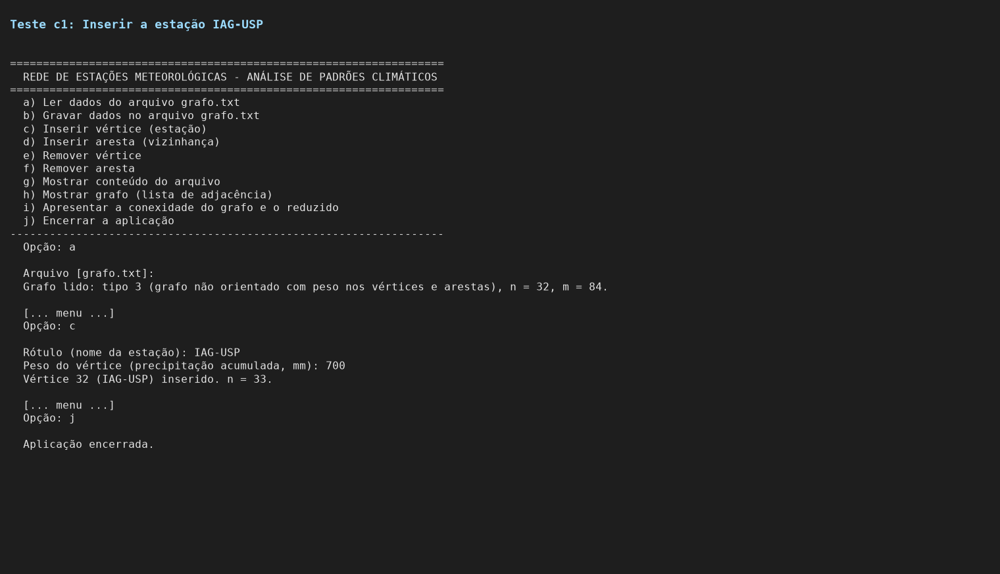 Teste c1: Inserir a estação IAG-USP
==================================================================
REDE DE ESTAÇÕES METEOROLÓGICAS - ANÁLISE DE PADRÕES CLIMÁTICOS
==================================================================
a) Ler dados do arquivo grafo.txt
b) Gravar dados no arquivo grafo.txt
c) Inserir vértice (estação)
d) Inserir aresta (vizinhança)
e) Remover vértice
f) Remover aresta
g) Mostrar conteúdo do arquivo
h) Mostrar grafo (lista de adjacência)
i) Apresentar a conexidade do grafo e o reduzido
j) Encerrar a aplicação
------------------------------------------------------------------
Opção: a
Arquivo [grafo.txt]:
Grafo lido: tipo 3 (grafo não orientado com peso nos vértices e arestas), n = 32, m = 84.
[... menu ...]
Opção: c
Rótulo (nome da estação): IAG-USP
Peso do vértice (precipitação acumulada, mm): 700
Vértice 32 (IAG-USP) inserido. n = 33.
[... menu ...]
Opção: j
Aplicação encerrada.